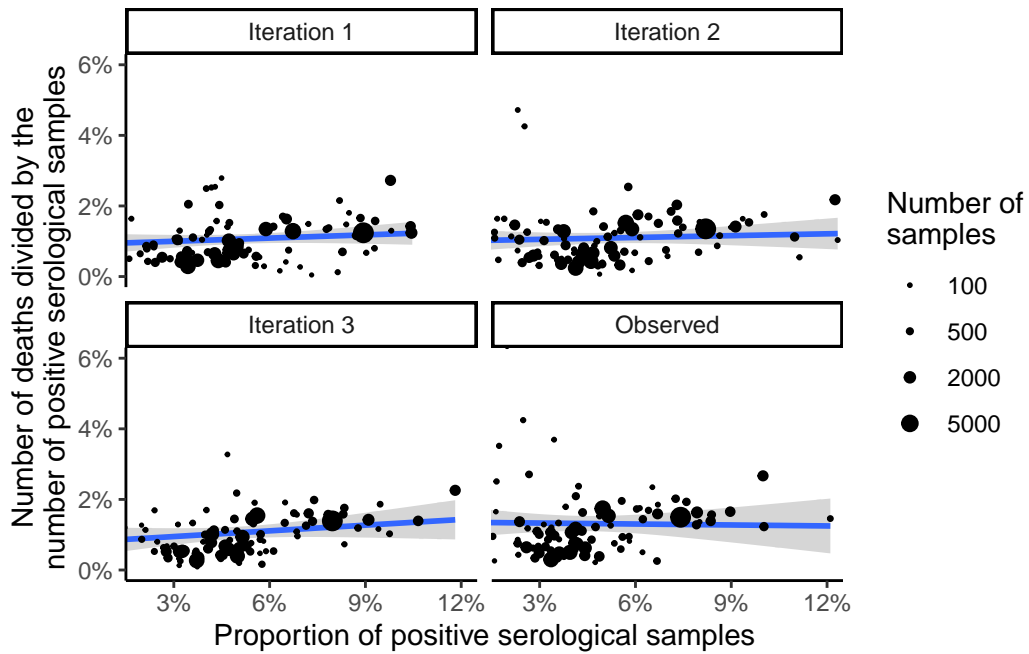 Iteration 1
Iteration 2
6%
4%
2%
0%
Iteration 3
Observed
6%
4%
2%
0%
3%
6%
9%
12%
3%
6%
9%
12%
Proportion of positive serological samples
Number of deaths divided by the
number of positive serological samples
Number of
samples
100
500
2000
5000